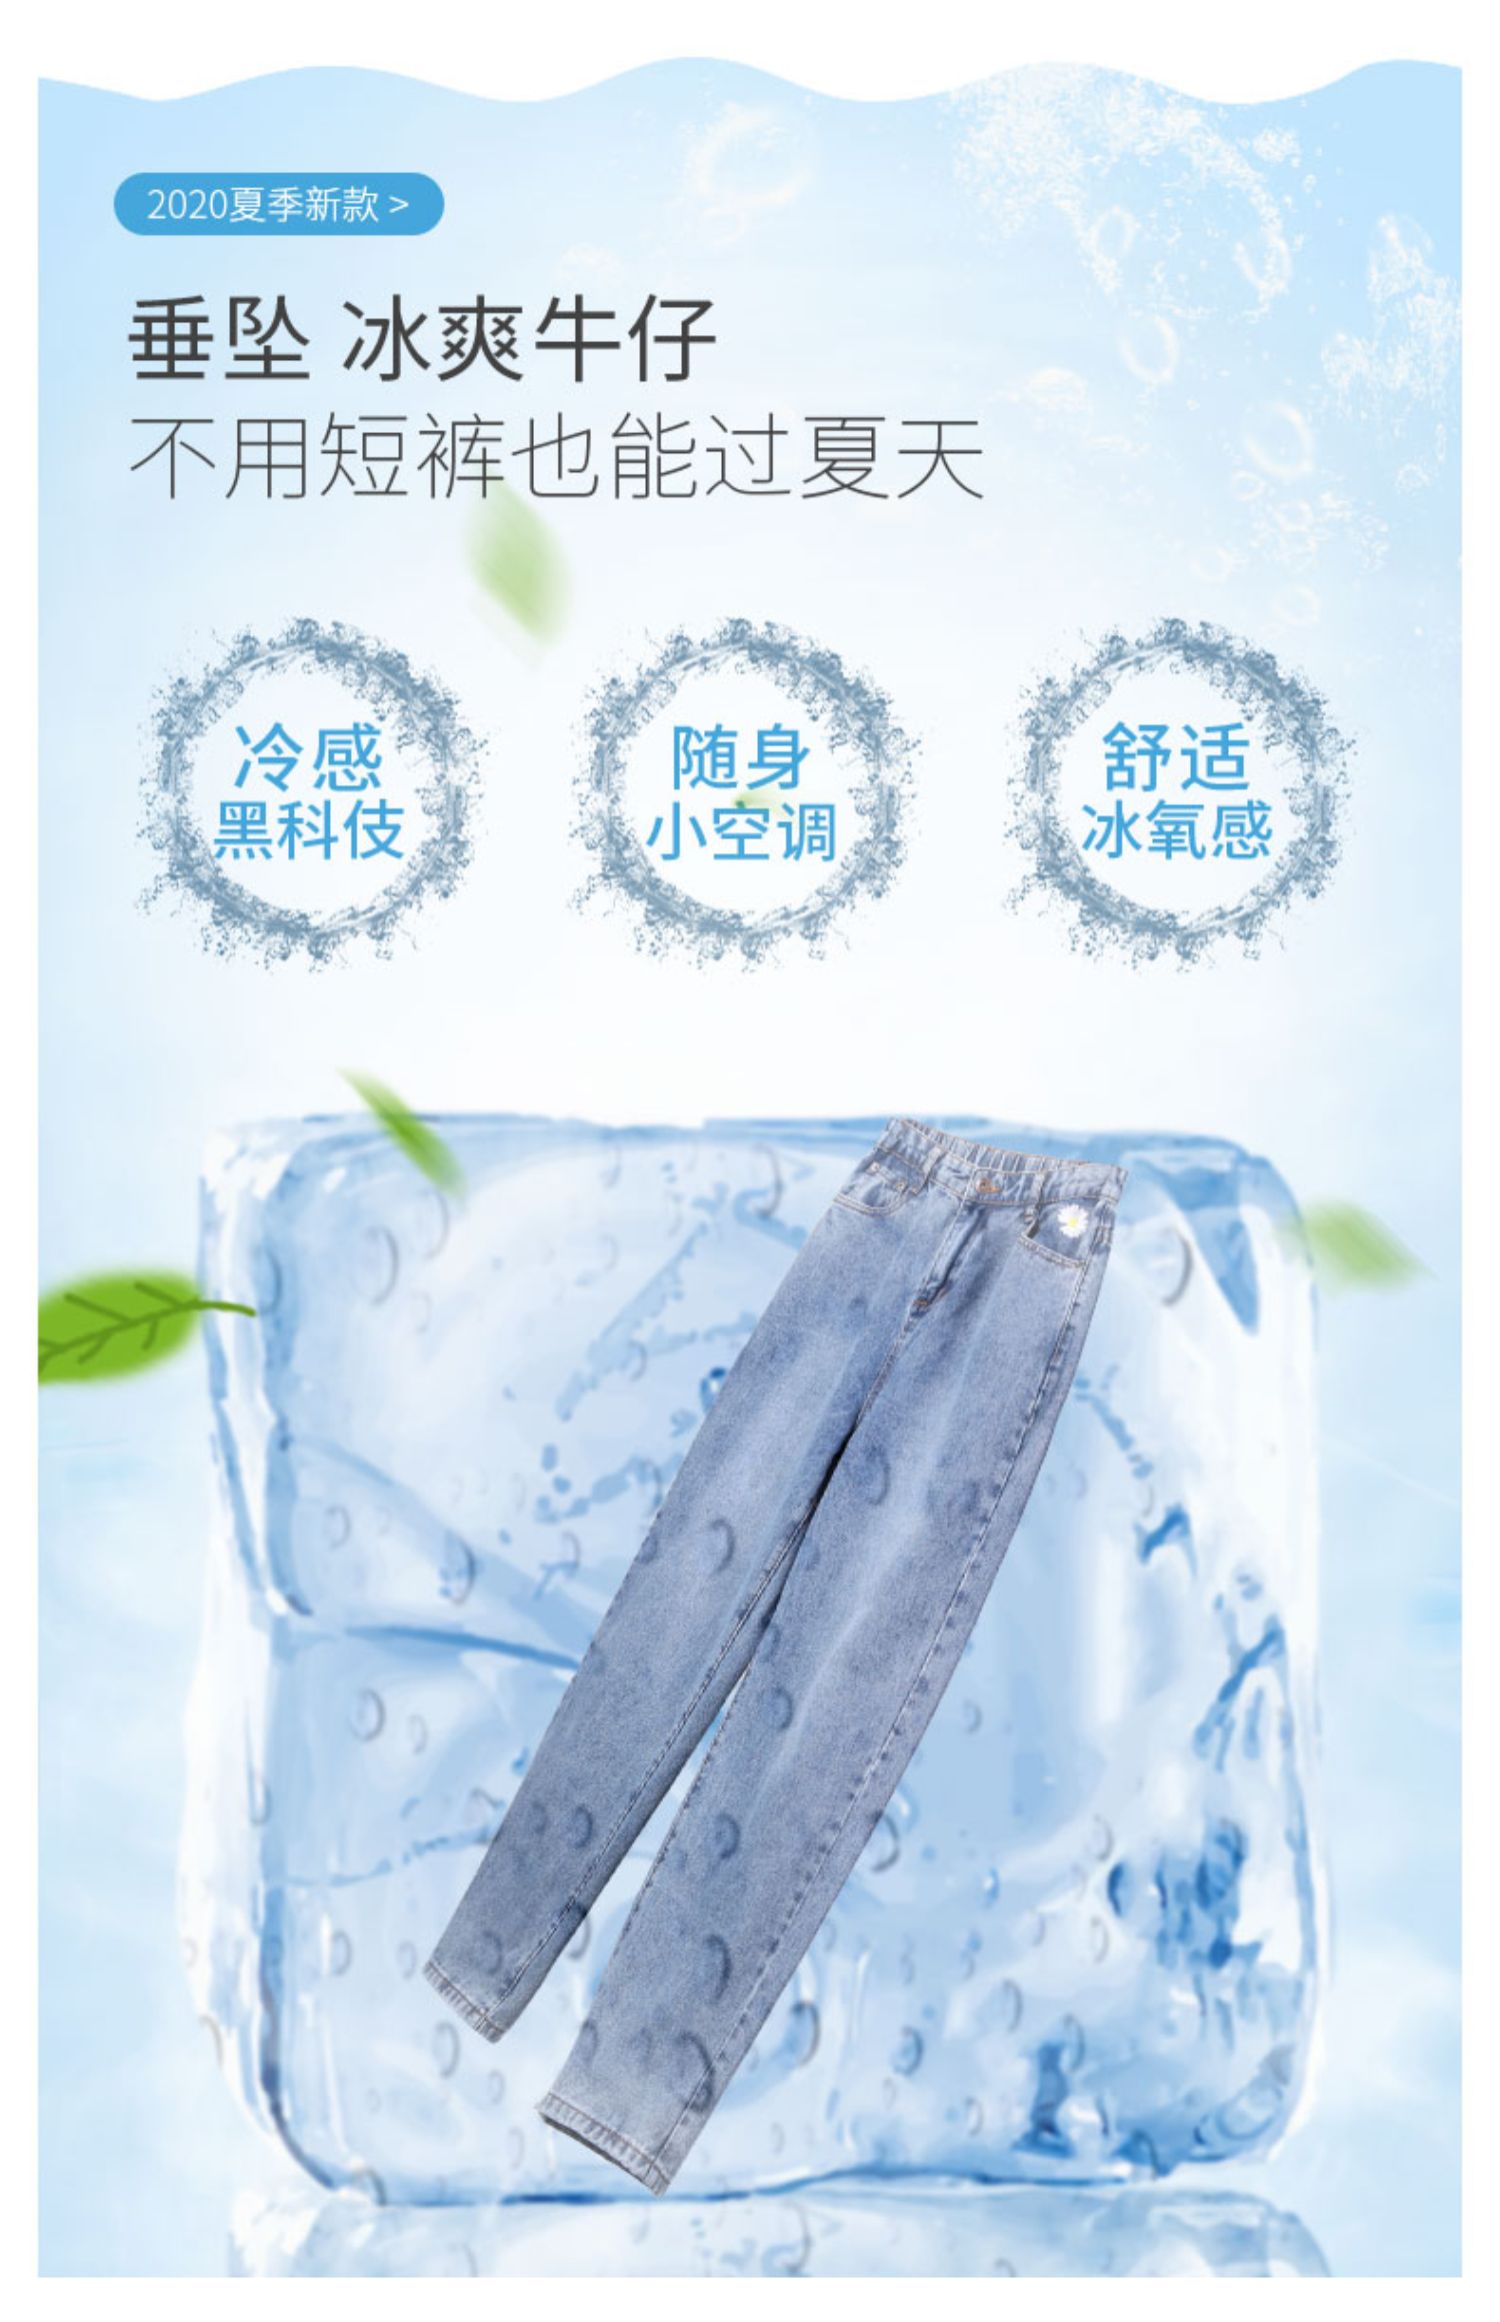 2020夏季新款 >
垂坠 冰爽牛仔
不用短裤也能过夏天
冷感
黑科伎
随身
小空调
舒适
冰氧感